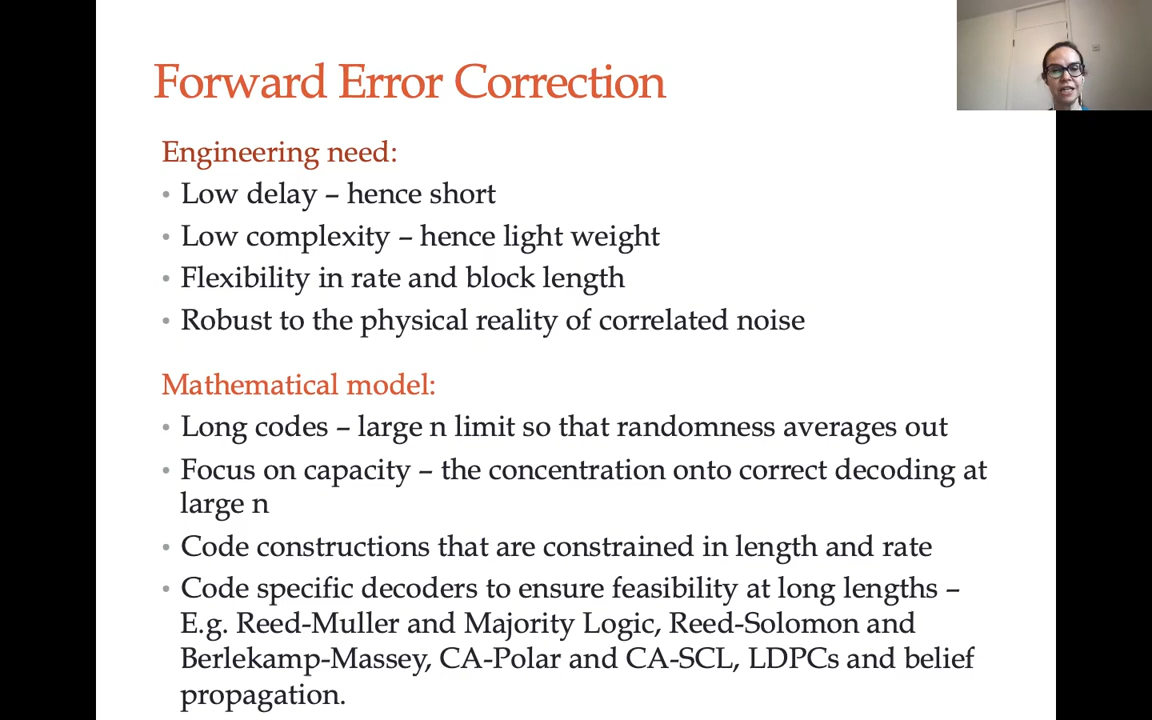 Forward Error Correction
Engineering need:
• Low delay – hence short
• Low complexity – hence light weight
• Flexibility in rate and block length
• Robust to the physical reality of correlated noise
Mathematical model:
• Long codes – large n limit so that randomness averages out
• Focus on capacity – the concentration onto correct decoding at
large n
• Code constructions that are constrained in length and rate
• Code specific decoders to ensure feasibility at long lengths –
E.g. Reed-Muller and Majority Logic, Reed-Solomon and
Berlekamp-Massey, CA-Polar and CA-SCL, LDPCs and belief
propagation.